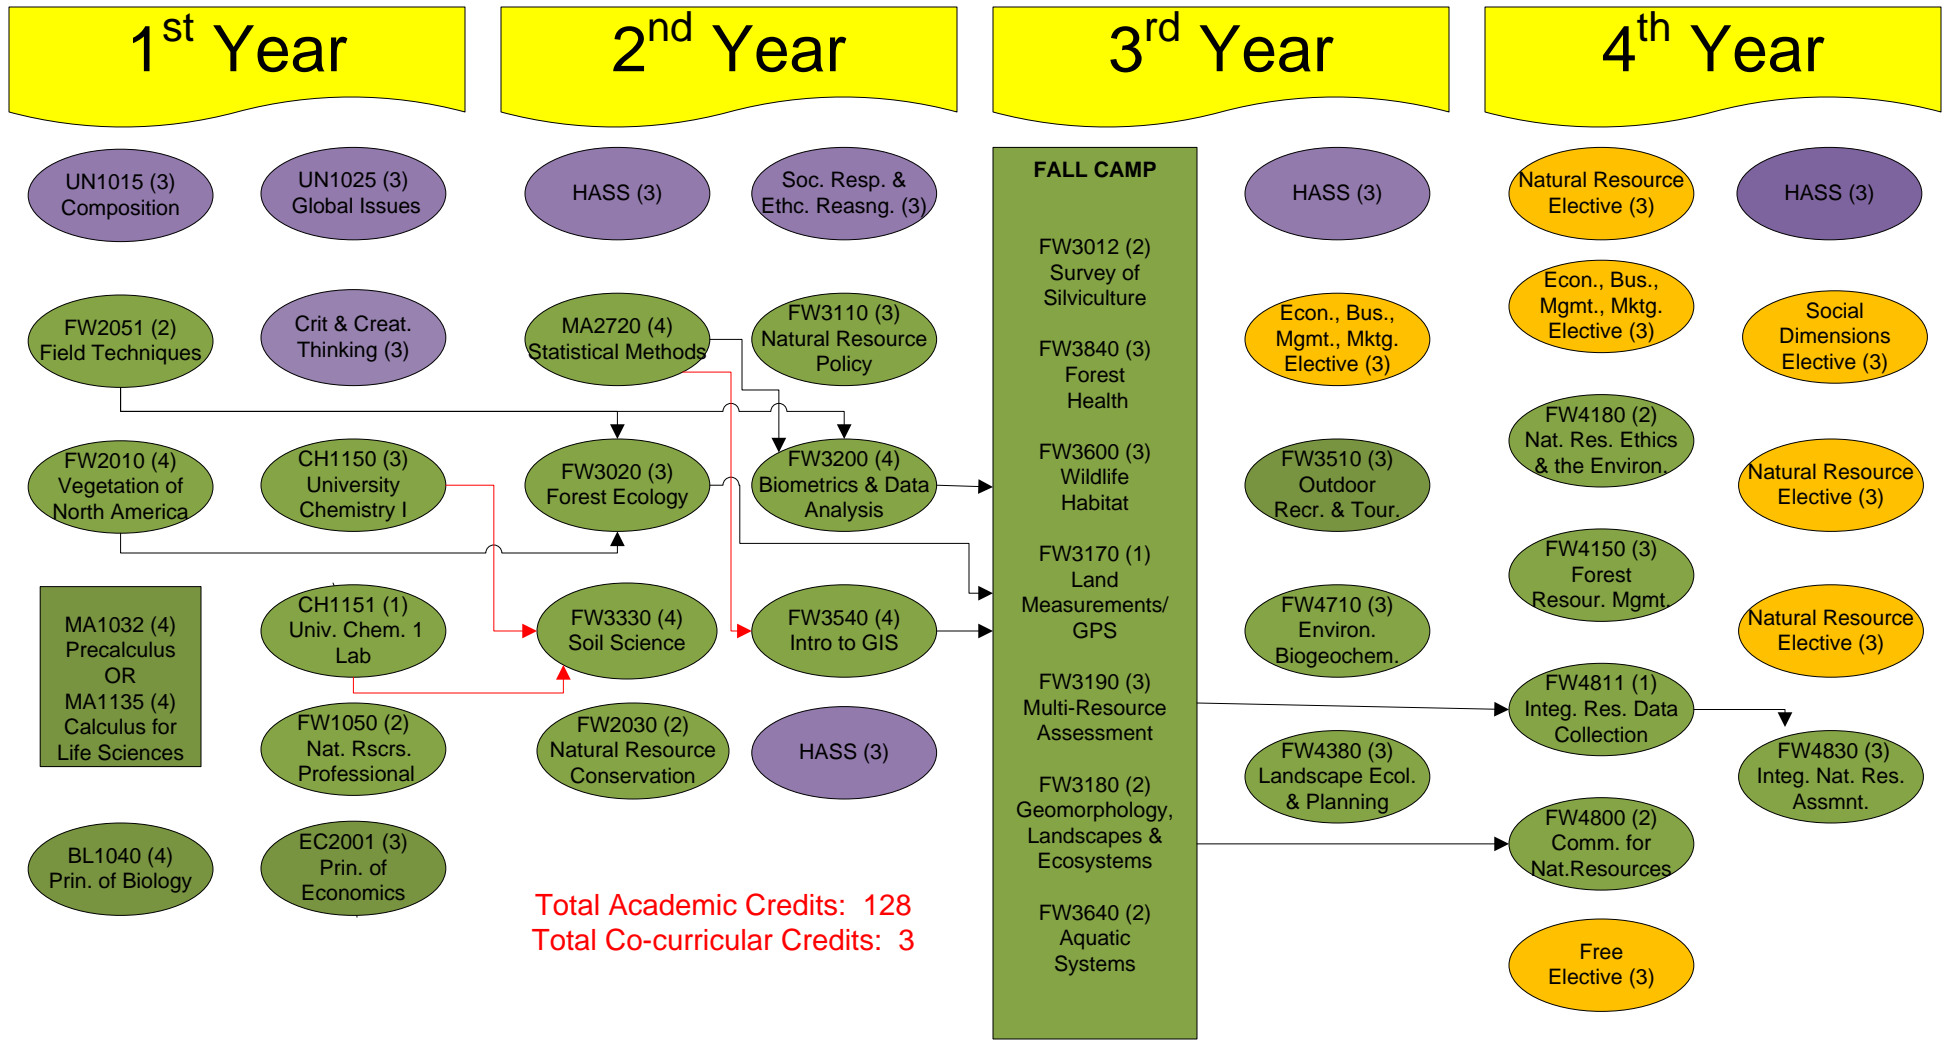 1st Year
2nd Year
3rd Year
4th Year
UN1015 (3)
Composition
FW2051 (2)
Field Techniques
FW2010 (4)
Vegetation of
North America
MA1032 (4)
Precalculus
OR
MA1135 (4)
Calculus for
Life Sciences
BL1040 (4)
Prin. of Biology
UN1025 (3)
Global Issues
Crit & Creat.
Thinking (3)
CH1150 (3)
University
Chemistry I
CH1151 (1)
Univ. Chem. 1
Lab
FW1050 (2)
Nat. Rscrs.
Professional
EC2001 (3)
Prin. of
Economics
HASS (3)
MA2720 (4)
Statistical Methods
FW3020 (3)
Forest Ecology
FW3330 (4)
Soil Science
FW2030 (2)
Natural Resource
Conservation
Soc. Resp. &
Ethc. Reasng. (3)
FW3110 (3)
Natural Resource
Policy
FW3200 (4)
Biometrics & Data
Analysis
FW3540 (4)
Intro to GIS
HASS (3)
Total Academic Credits: 128
Total Co-curricular Credits: 3
FALL CAMP
FW3012 (2)
Survey of
Silviculture
FW3840 (3)
Forest
Health
FW3600 (3)
Wildlife
Habitat
FW3170 (1)
Land
Measurements/
GPS
FW3190 (3)
Multi-Resource
Assessment
FW3180 (2)
Geomorphology,
Landscapes &
Ecosystems
FW3640 (2)
Aquatic
Systems
HASS (3)
Econ., Bus.,
Mgmt., Mktg.
Elective (3)
FW3510 (3)
Outdoor
Recr. & Tour.
FW4710 (3)
Environ.
Biogeochem.
FW4380 (3)
Landscape Ecol.
& Planning
Natural Resource
Elective (3)
Econ., Bus.,
Mgmt., Mktg.
Elective (3)
FW4180 (2)
Nat. Res. Ethics
& the Environ.
FW4150 (3)
Forest
Resour. Mgmt.
FW4811 (1)
Integ. Res. Data
Collection
FW4800 (2)
Comm. for
Nat.Resources
Free
Elective (3)
HASS (3)
Social
Dimensions
Elective (3)
Natural Resource
Elective (3)
Natural Resource
Elective (3)
FW4830 (3)
Integ. Nat. Res.
Assmnt.